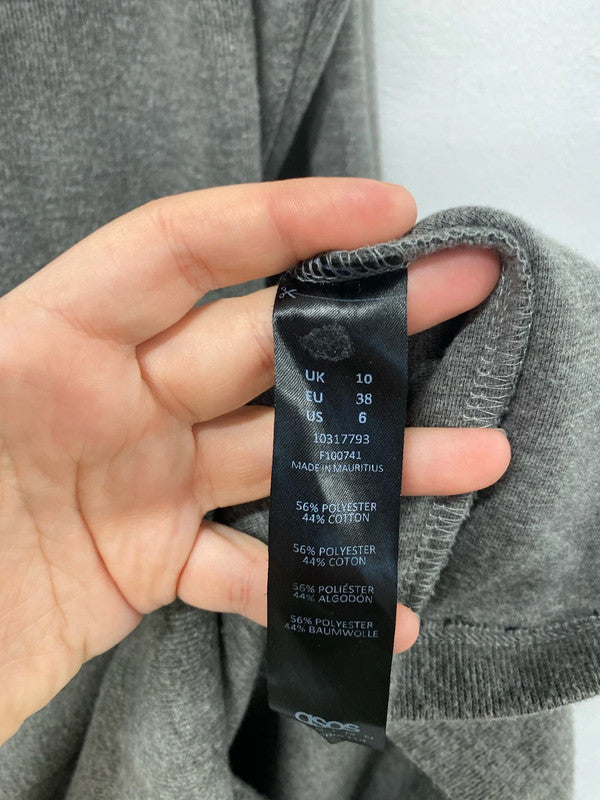 UK 10
EU 38
US 6
10317793
F100741
MADE IN MAURITIUS
56% POLYESTER
44% COTTON
56% POLYESTER
44% COTTON
56% POLIÉSTER
44% ALGODÓN
56% POLYESTER
44% BAUMWOLLE
asos